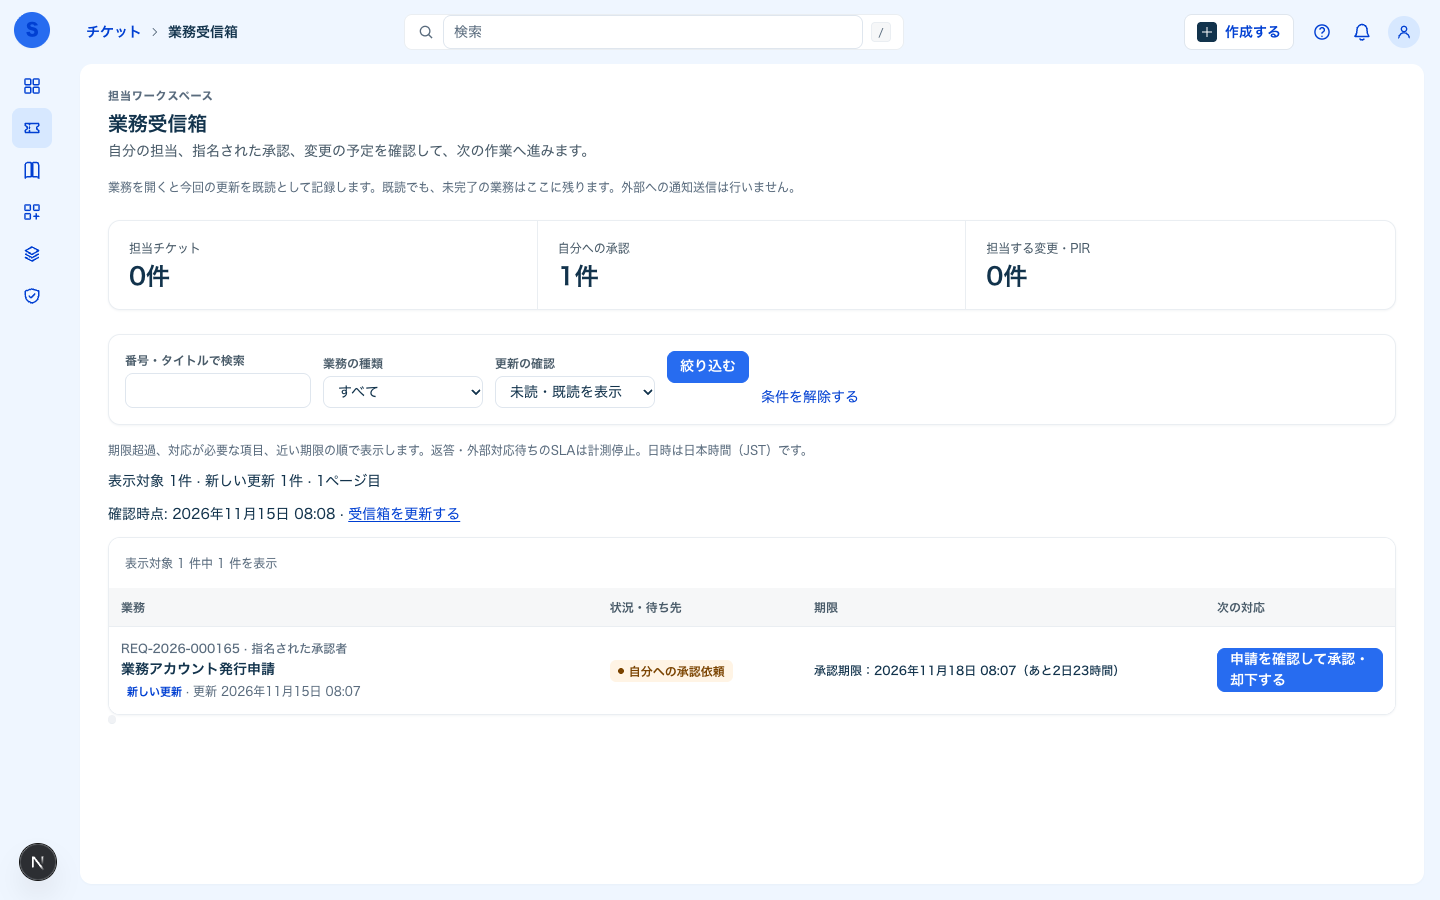 S
チケット > 業務受信箱
検索
/
作成する
担当ワークスペース
業務受信箱
自分の担当、指名された承認、変更の予定を確認して、次の作業へ進みます。
業務を開くと今回の更新を既読として記録します。既読でも、未完了の業務はここに残ります。外部への通知送信は行いません。
担当チケット
0件
自分への承認
1件
担当する変更・PIR
0件
番号・タイトルで検索
業務の種類
すべて
更新の確認
未読・既読を表示
絞り込む
条件を解除する
期限超過、対応が必要な項目、近い期限の順で表示します。返答・外部対応待ちのSLAは計測停止。日時は日本時間（JST）です。
表示対象 1件 · 新しい更新 1件 · 1ページ目
確認時点: 2026年11月15日 08:08 · 受信箱を更新する
表示対象 1 件中 1 件を表示
業務
状況・待ち先
期限
次の対応
REQ-2026-000165 · 指名された承認者
業務アカウント発行申請
新しい更新 · 更新 2026年11月15日 08:07
自分への承認依頼
承認期限：2026年11月18日 08:07（あと2日23時間）
申請を確認して承認・
却下する
N